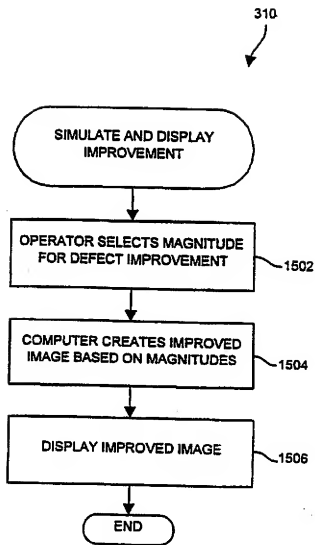 310
SIMULATE AND DISPLAY
IMPROVEMENT
OPERATOR SELECTS MAGNITUDE
FOR DEFECT IMPROVEMENT
1502
COMPUTER CREATES IMPROVED
IMAGE BASED ON MAGNITUDES
1504
DISPLAY IMPROVED IMAGE
1506
END